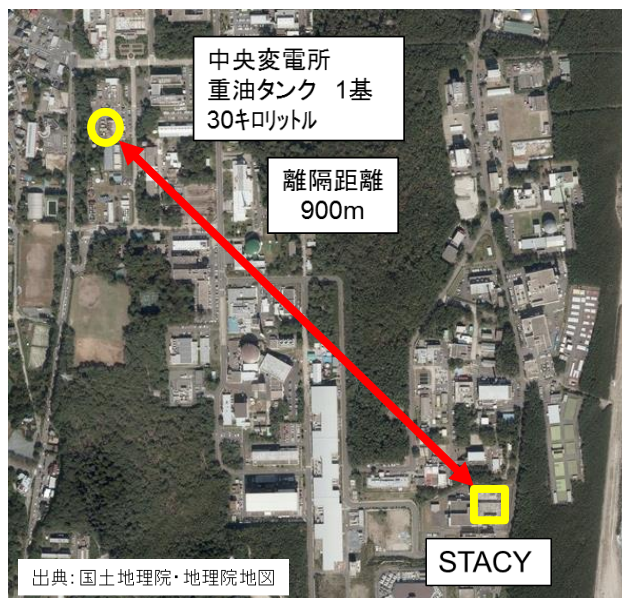 中央変電所
重油タンク　1基
30ｷﾛﾘｯﾄﾙ
離隔距離
900m
STACY
出典：国土地理院・地理院地図